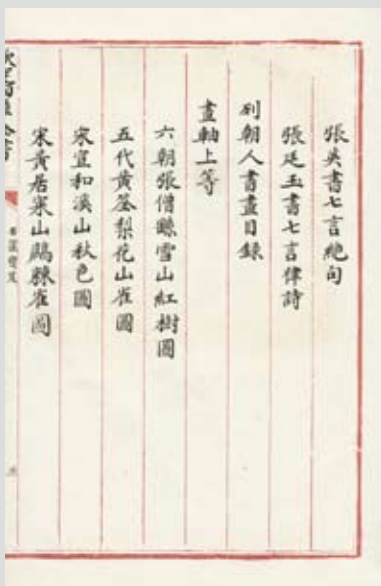 張英書七言絶句
張廷玉書七言律詩
列朝人書畫目録
畫軸上等
六朝張僧繇雪山紅樹圖
五代黄筌梨花山雀圖
宋宣和溪山秋色圖
宋黄居寀山鷓棘雀圖